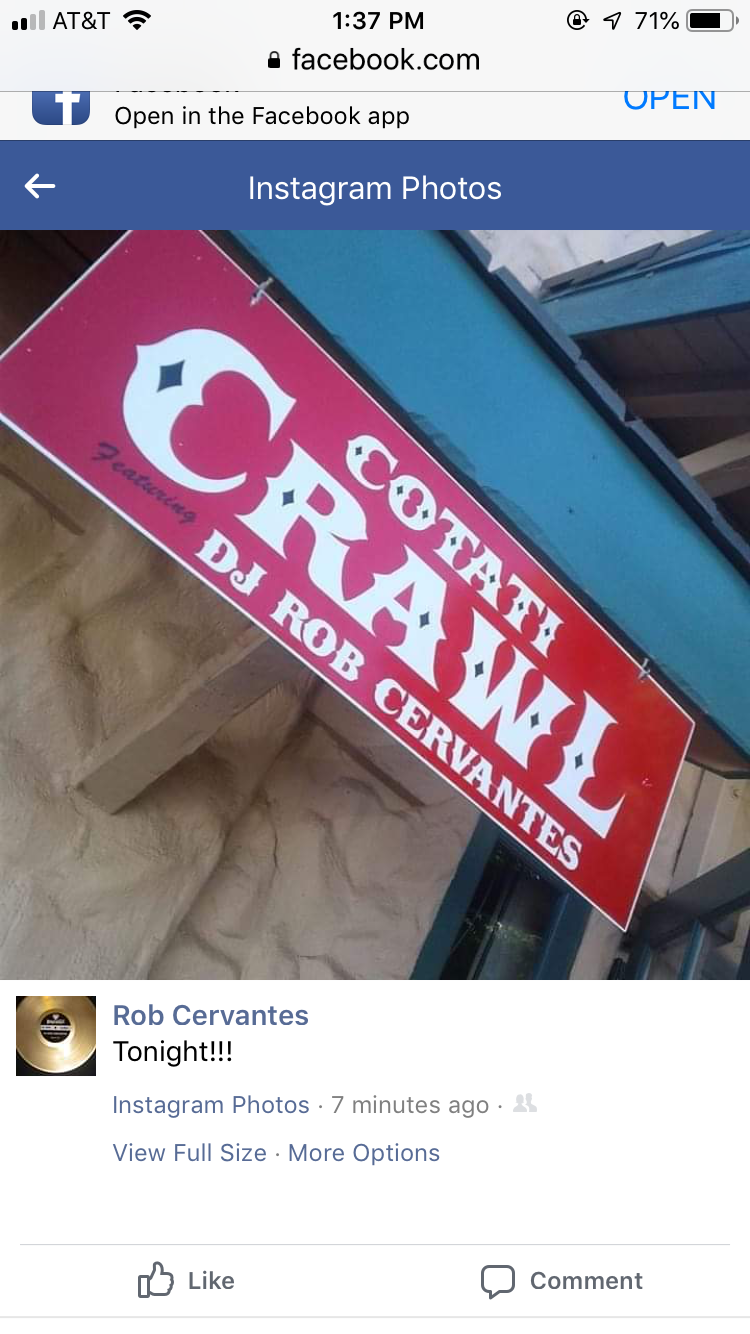 AT&T 1:37 PM 71%
facebook.com
Facebook OPEN
Open in the Facebook app
Instagram Photos
COTATI
CRAWL
Featuring
DJ ROB CERVANTES
Rob Cervantes
Tonight!!!
Instagram Photos · 7 minutes ago ·
View Full Size · More Options
Like Comment